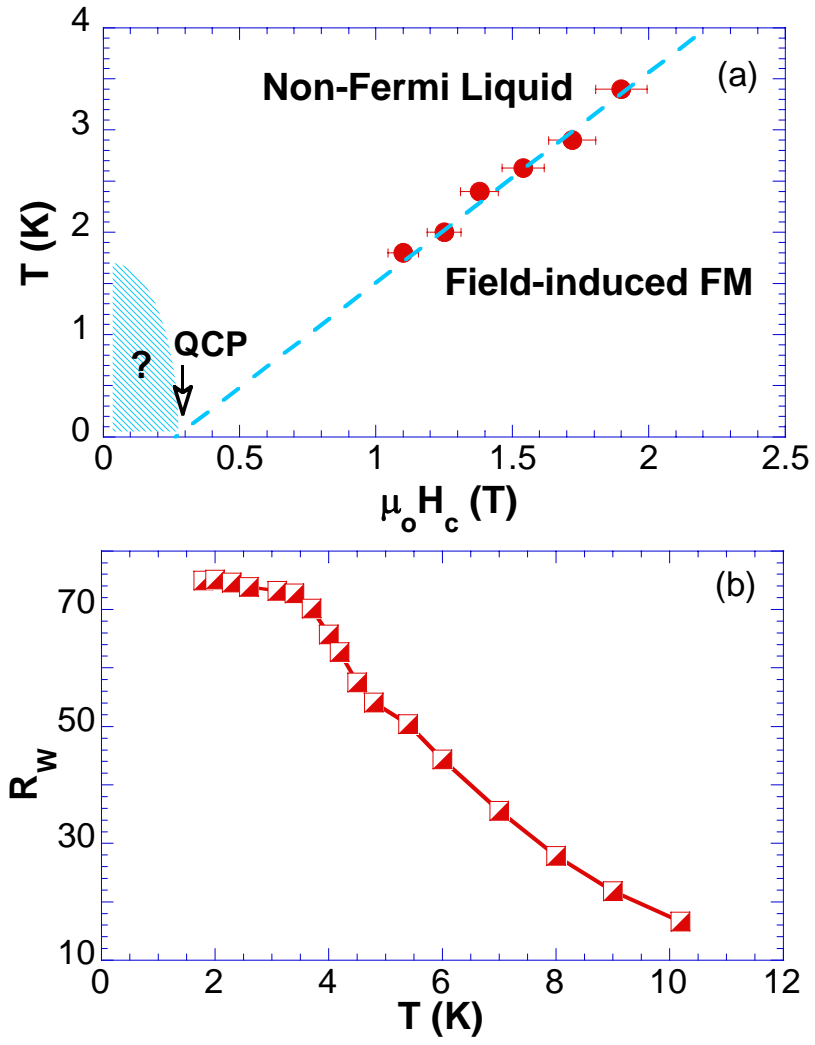 4
3
2
1
0
T (K)
(a)
Non-Fermi Liquid
Field-induced FM
QCP
?
0 0.5 1 1.5 2 2.5
μoHc (T)
70
50
30
10
RW
(b)
0 2 4 6 8 10 12
T (K)